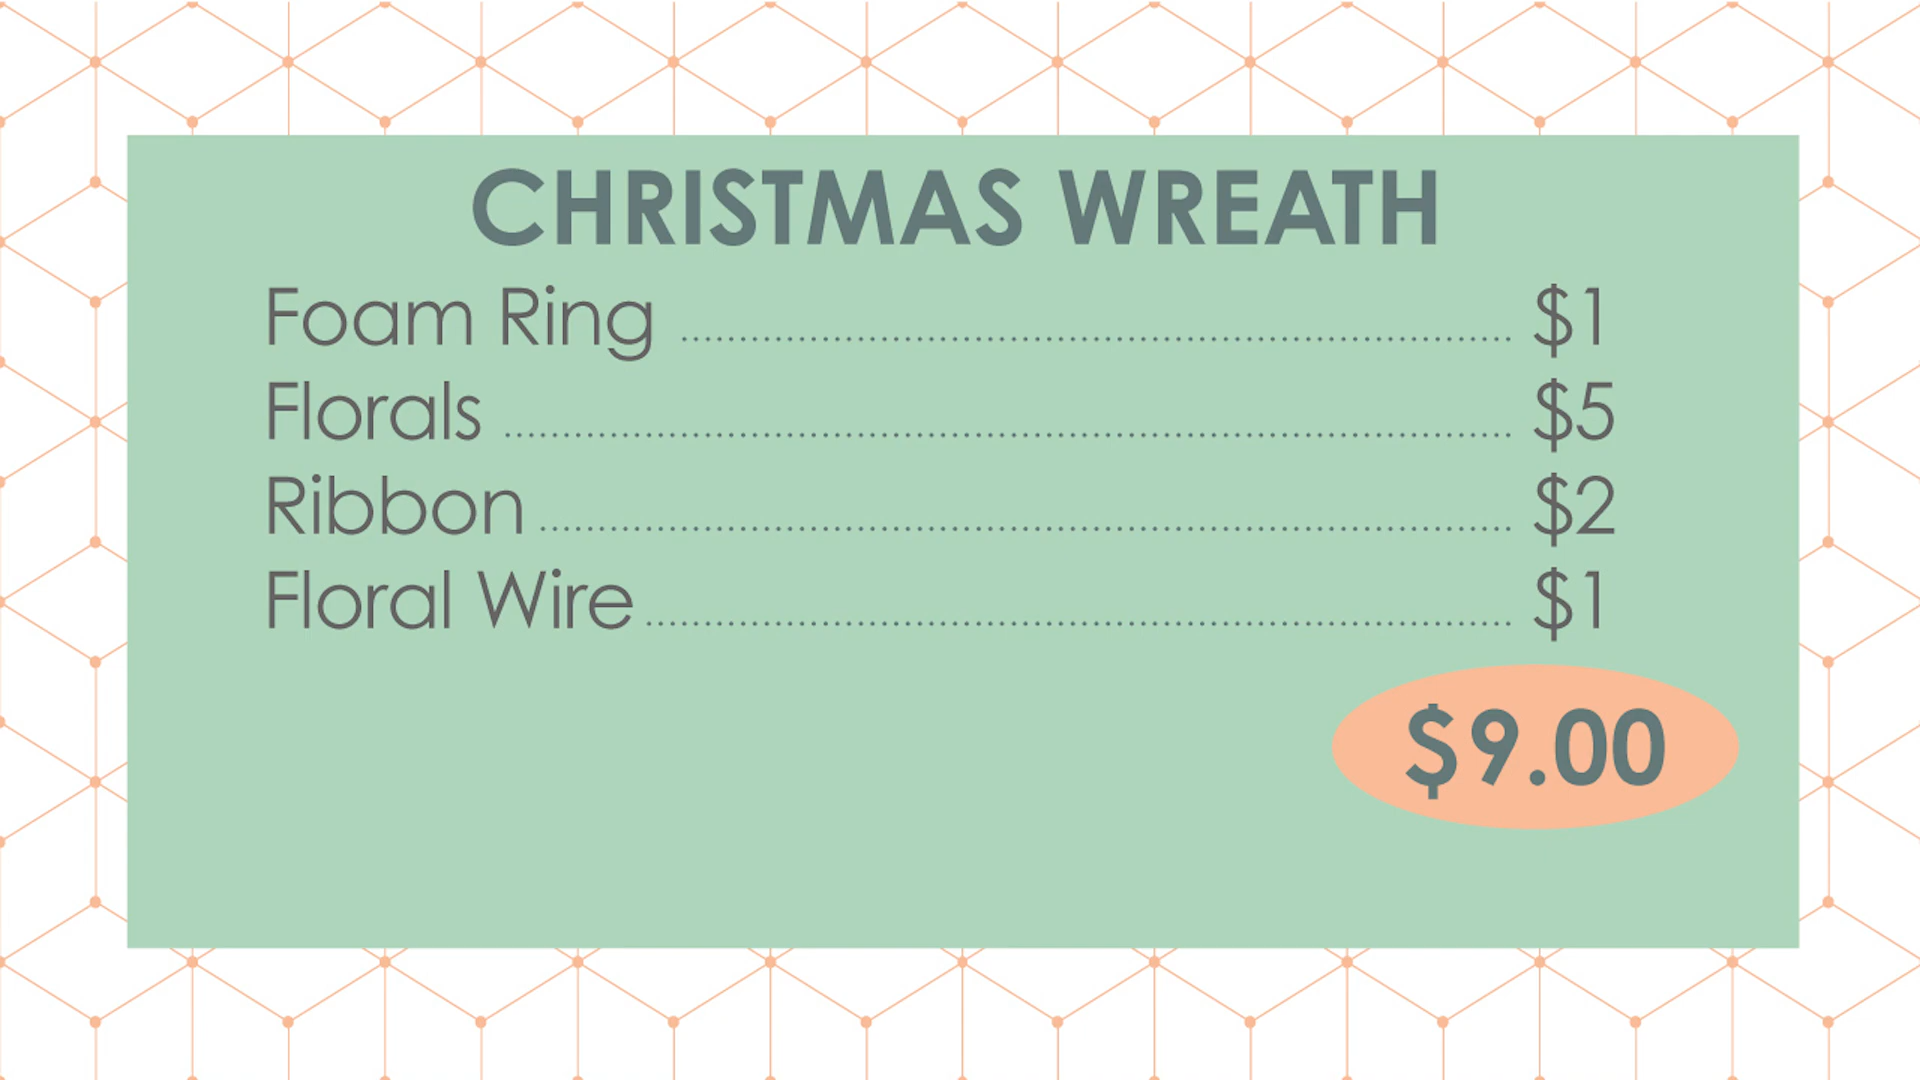 CHRISTMAS WREATH
Foam Ring ........................................................................ $1
Florals ........................................................................................ $5
Ribbon ..................................................................................... $2
Floral Wire ........................................................................... $1
$9.00